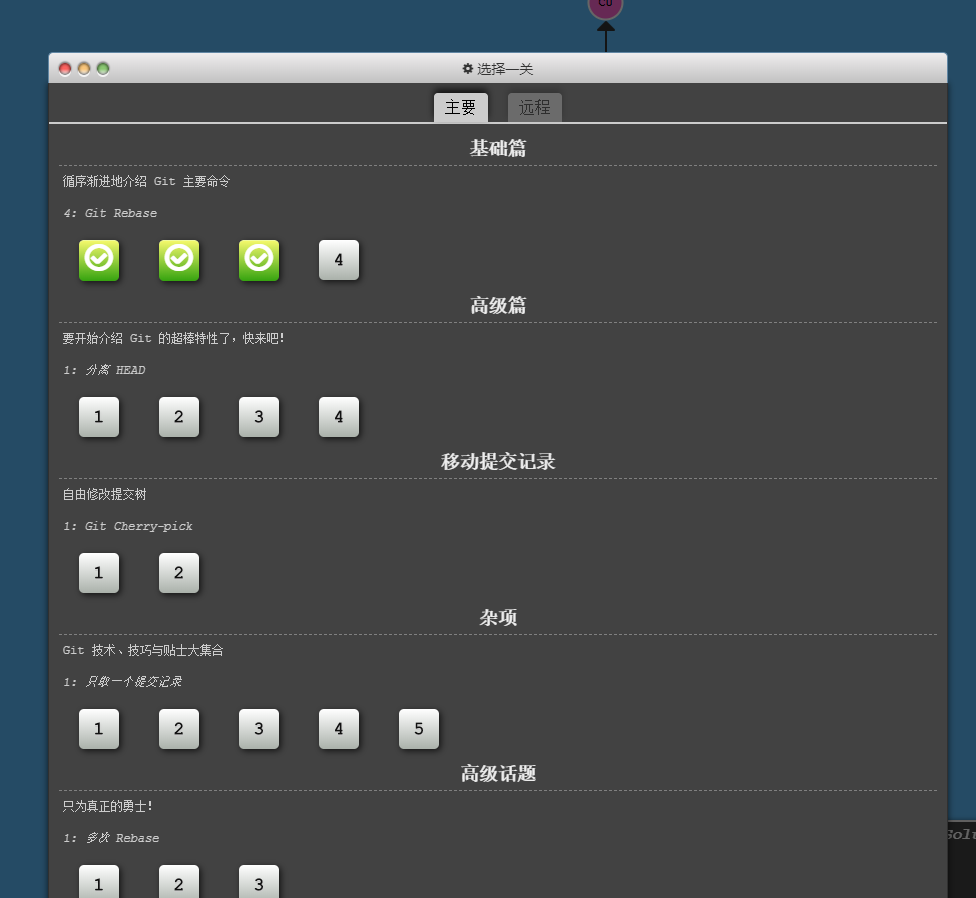 C0
选择一关
主要 远程
基础篇
循序渐进地介绍 Git 主要命令
4: Git Rebase
4
高级篇
要开始介绍 Git 的超棒特性了，快来吧！
1: 分离 HEAD
1 2 3 4
移动提交记录
自由修改提交树
1: Git Cherry-pick
1 2
杂项
Git 技术、技巧与贴士大集合
1: 只取一个提交记录
1 2 3 4 5
高级话题
只为真正的勇士！
1: 多次 Rebase
1 2 3